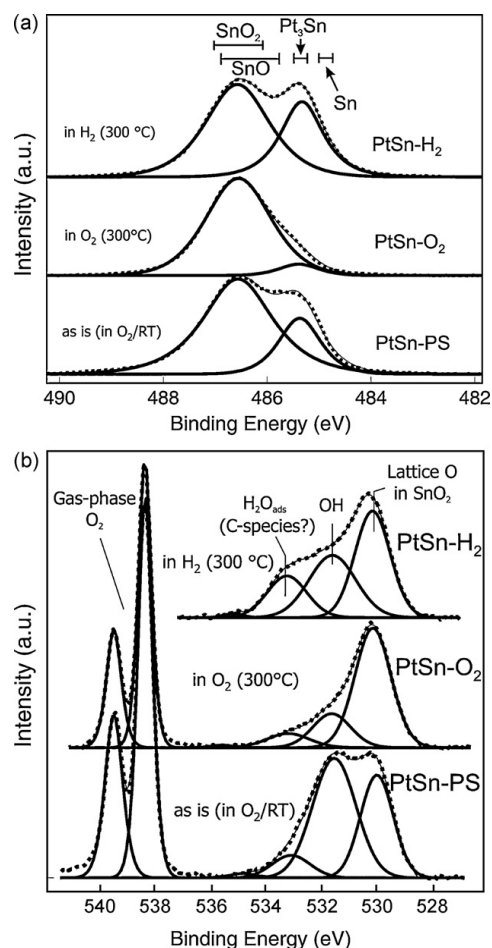 (a)
SnO₂
Pt₃Sn
SnO
Sn
in H₂ (300 °C)
PtSn-H₂
in O₂ (300°C)
PtSn-O₂
as is (in O₂/RT)
PtSn-PS
Intensity (a.u.)
490 488 486 484 482
Binding Energy (eV)
(b)
Gas-phase
O₂
H₂Oads
(C-species?)
OH
Lattice O
in SnO₂
in H₂ (300 °C)
PtSn-H₂
in O₂ (300°C)
PtSn-O₂
as is (in O₂/RT)
PtSn-PS
Intensity (a.u.)
540 538 536 534 532 530 528
Binding Energy (eV)